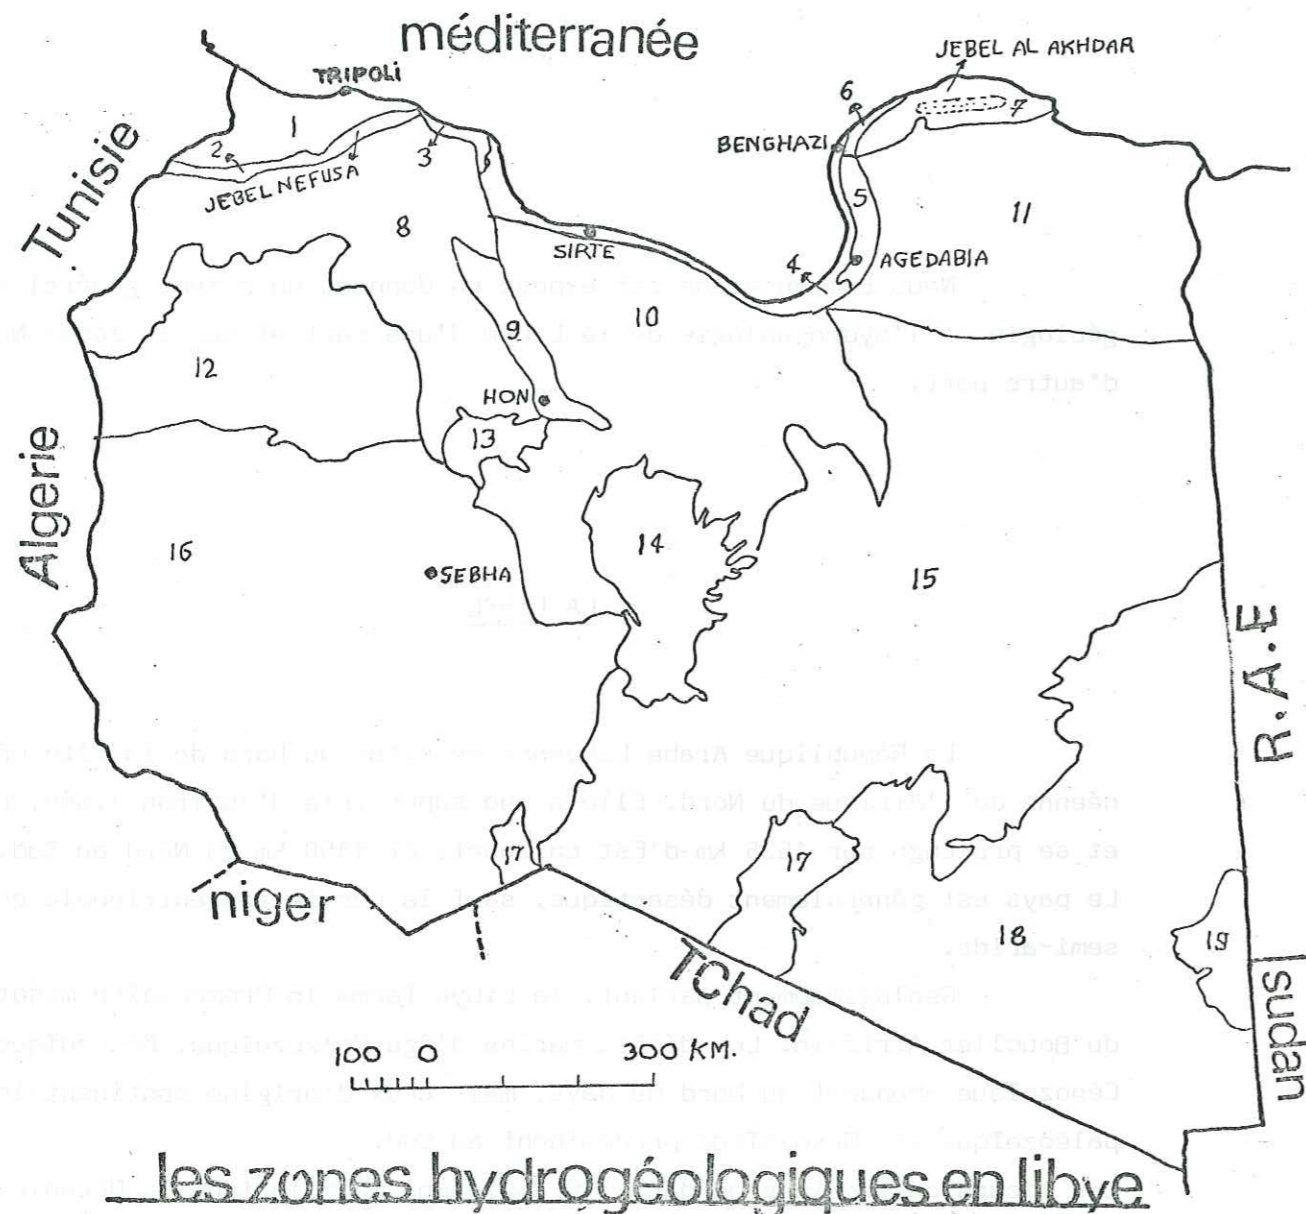 méditerranée
JEBEL AL AKHDAR
TRIPOLI
6
1
7
BENGHAZI
Tunisie
2
3
JEBEL NEFUSA
5
11
8
SIRTE
4
AGEDABIA
10
9
12
HON
13
Algerie
16
14
SEBHA
15
R.A.E
17
17
niger
18
19
TChad
sudan
100 0 300 KM.
les zones hydrogéologiques en libye